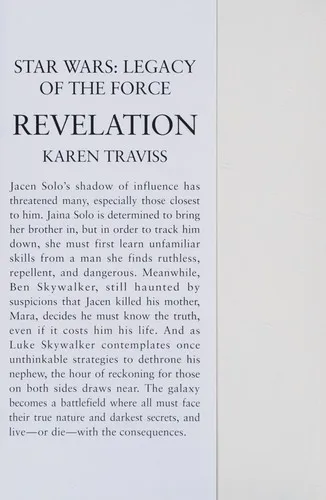 STAR WARS: LEGACY
OF THE FORCE
REVELATION
KAREN TRAVISS
Jacen Solo's shadow of influence has
threatened many, especially those closest
to him. Jaina Solo is determined to bring
her brother in, but in order to track him
down, she must first learn unfamiliar
skills from a man she finds ruthless,
repellent, and dangerous. Meanwhile,
Ben Skywalker, still haunted by
suspicions that Jacen killed his mother,
Mara, decides he must know the truth,
even if it costs him his life. And as
Luke Skywalker contemplates once
unthinkable strategies to dethrone his
nephew, the hour of reckoning for those
on both sides draws near. The galaxy
becomes a battlefield where all must face
their true nature and darkest secrets, and
live—or die—with the consequences.